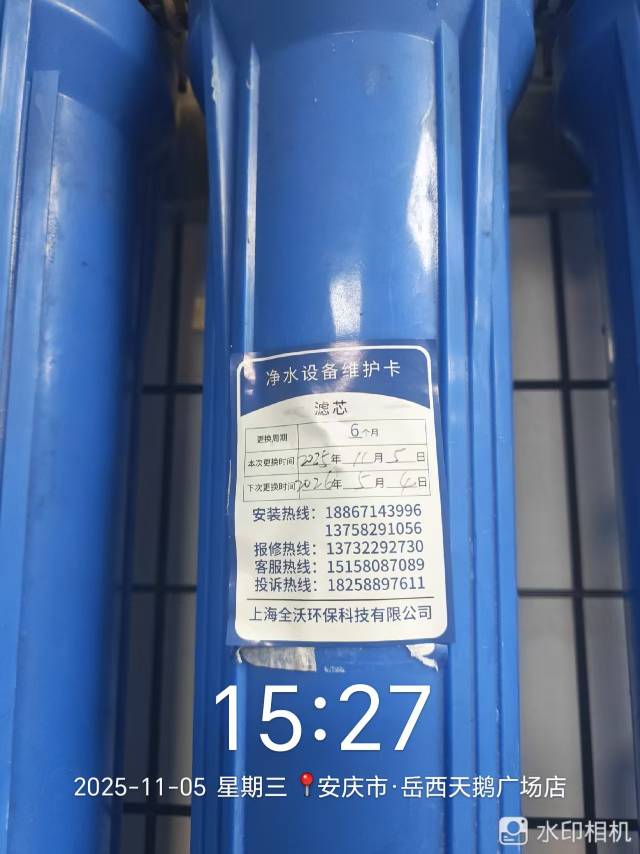 净水设备维护卡
滤芯
更换周期 6个月
本次更换时间 2025年 11月 5日
下次更换时间 2026年 5月 4日
安装热线：18867143996
13758291056
报修热线：13732292730
客服热线：15158087089
投诉热线：18258897611
上海全沃环保科技有限公司
15:27
2025-11-05 星期三 安庆市·岳西天鹅广场店
水印相机